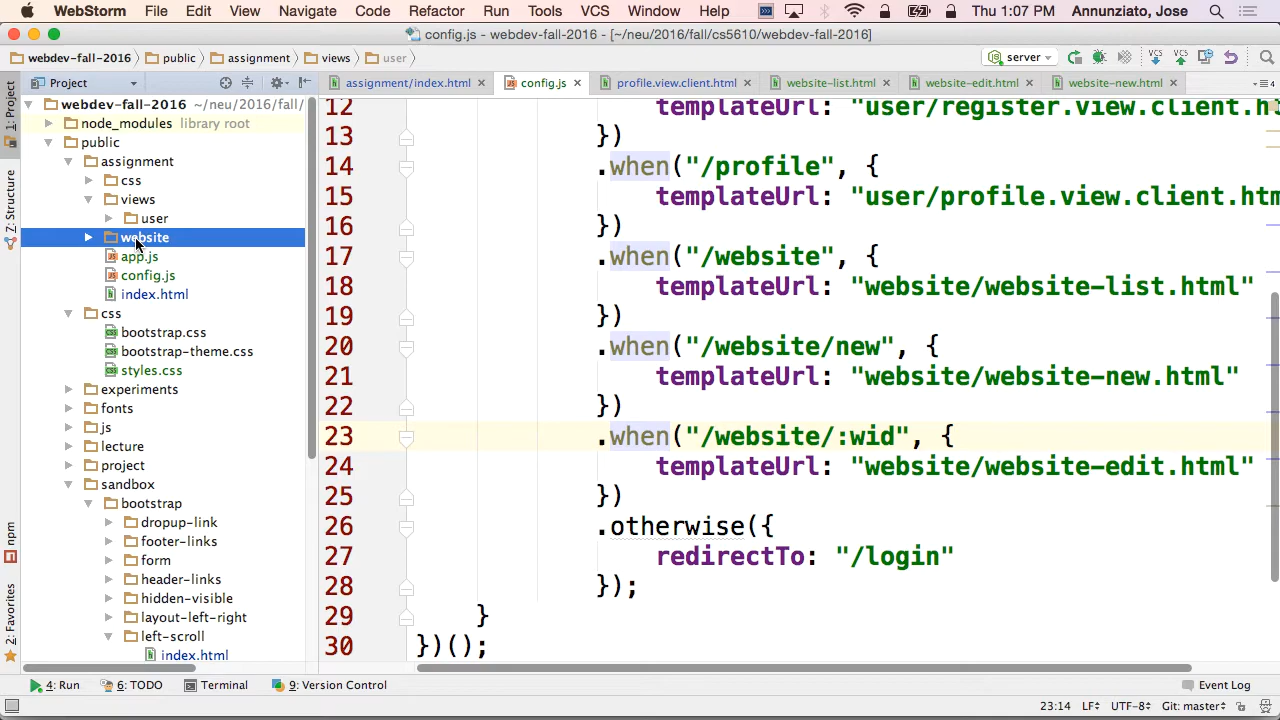 WebStorm File Edit View Navigate Code Refactor Run Tools VCS Window Help Thu 1:07 PM Annunziato, Jose
config.js - webdev-fall-2016 - [~/neu/2016/fall/cs5610/webdev-fall-2016]
webdev-fall-2016 public assignment views user server VCS VCS
Project assignment/index.html config.js profile.view.client.html website-list.html website-edit.html website-new.html
1: Project
Z: Structure
npm
2: Favorites
webdev-fall-2016 ~/neu/2016/fall/
node_modules library root
public
assignment
css
views
user
website
app.js
config.js
index.html
css
bootstrap.css
bootstrap-theme.css
styles.css
experiments
fonts
js
lecture
project
sandbox
bootstrap
dropup-link
footer-links
form
header-links
hidden-visible
layout-left-right
left-scroll
index.html
12 templateUrl: "user/register.view.client.h
13 })
14 .when("/profile", {
15 templateUrl: "user/profile.view.client.htm
16 })
17 .when("/website", {
18 templateUrl: "website/website-list.html"
19 })
20 .when("/website/new", {
21 templateUrl: "website/website-new.html"
22 })
23 .when("/website/:wid", {
24 templateUrl: "website/website-edit.html"
25 })
26 .otherwise({
27 redirectTo: "/login"
28 });
29 }
30 })();
4: Run 6: TODO Terminal 9: Version Control Event Log
23:14 LF UTF-8 Git: master